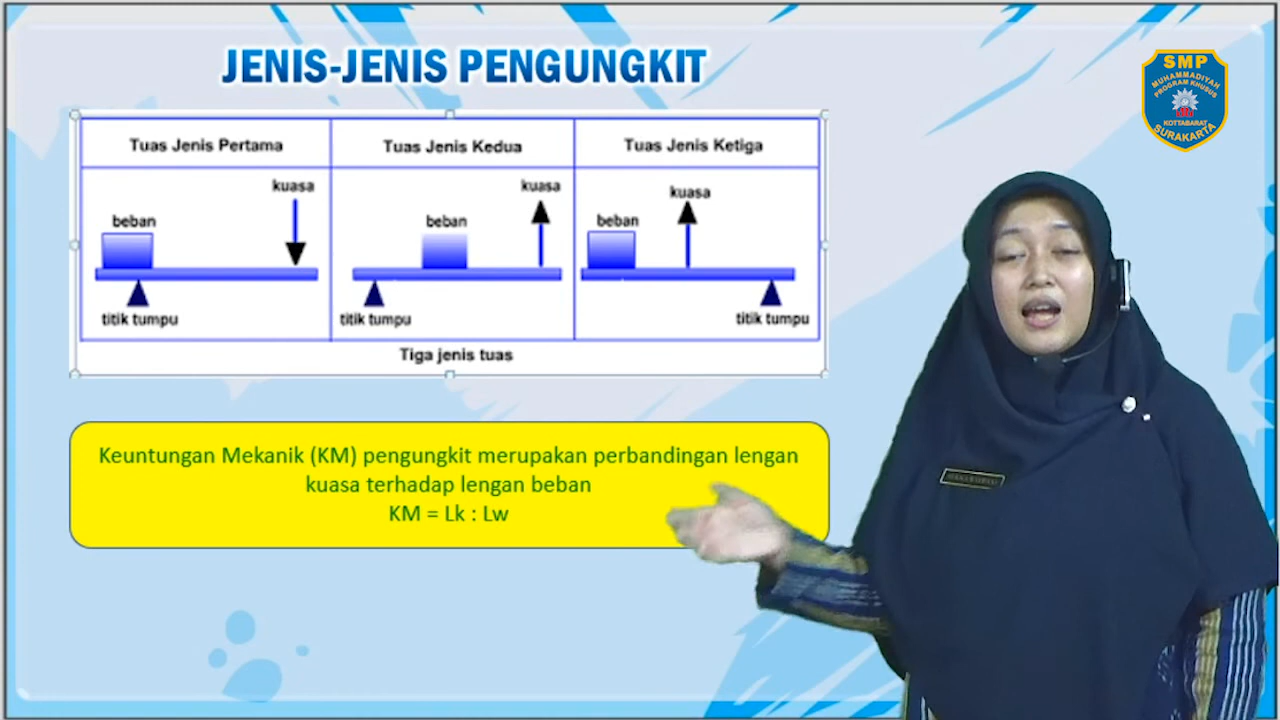 JENIS-JENIS PENGUNGKIT
SMP
MUHAMMADIYAH
PROGRAM KHUSUS
KOTTABARAT
SURAKARTA
Tuas Jenis Pertama
Tuas Jenis Kedua
Tuas Jenis Ketiga
kuasa
beban
titik tumpu
kuasa
beban
titik tumpu
kuasa
beban
titik tumpu
Tiga jenis tuas
Keuntungan Mekanik (KM) pengungkit merupakan perbandingan lengan
kuasa terhadap lengan beban
KM = Lk : Lw